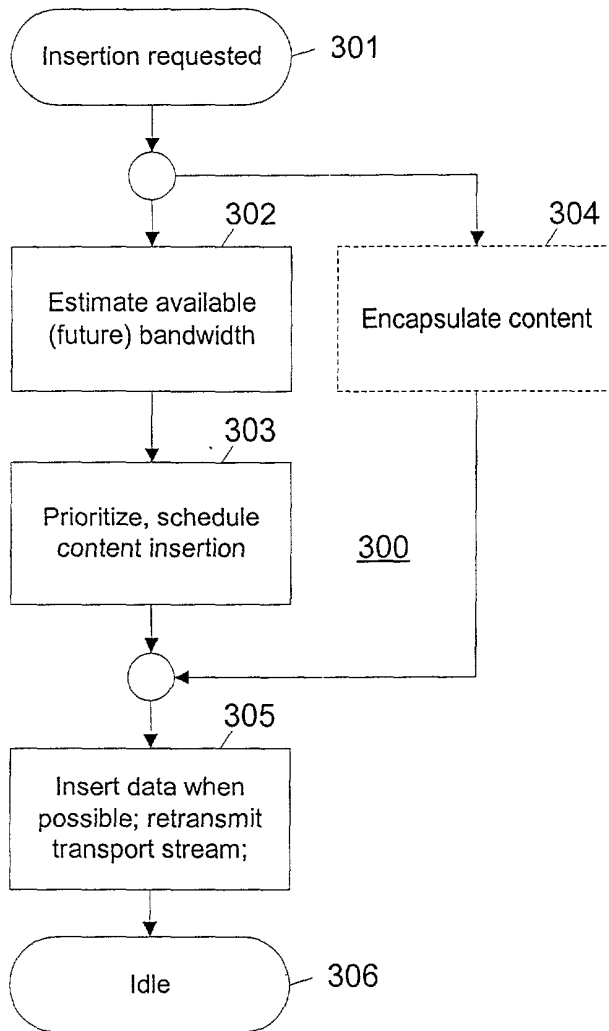 Insertion requested
301
302
304
Estimate available
(future) bandwidth
Encapsulate content
303
Prioritize, schedule
content insertion
300
305
Insert data when
possible; retransmit
transport stream;
Idle
306